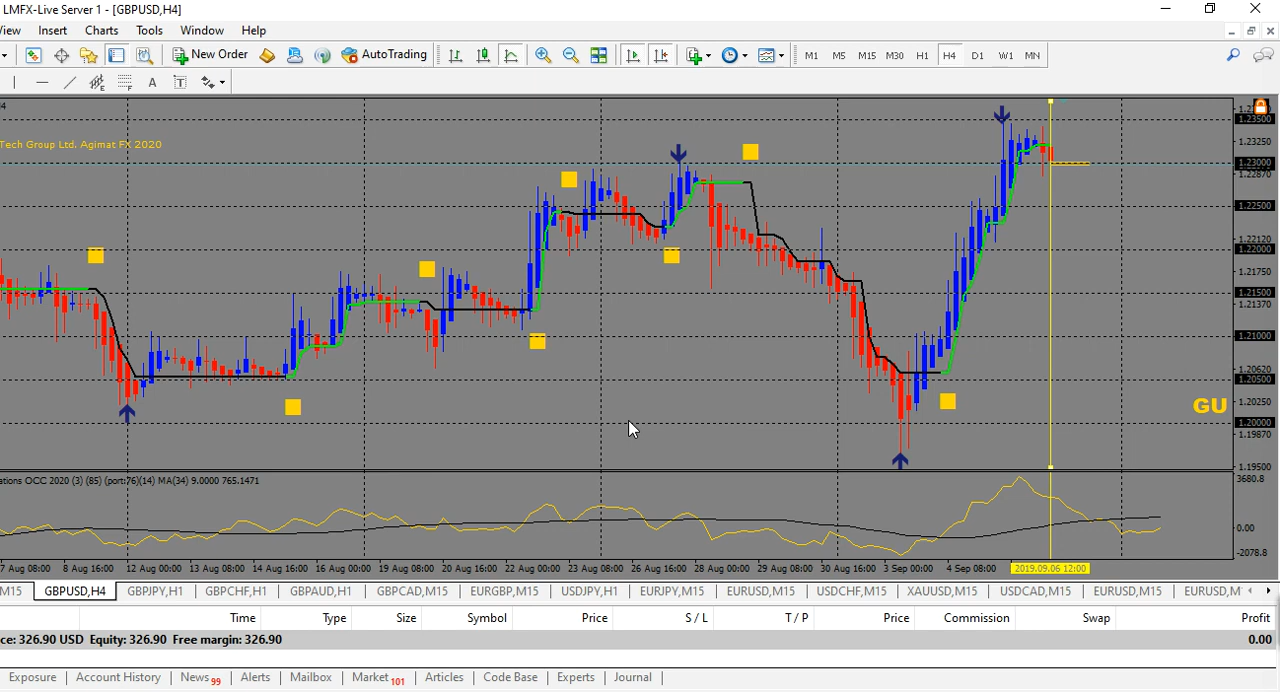 LMFX-Live Server 1 - [GBPUSD,H4]
View Insert Charts Tools Window Help
New Order AutoTrading M1 M5 M15 M30 H1 H4 D1 W1 MN
E F A T
Tech Group Ltd. Agimat FX 2020
1.23500
1.23250
1.23000
1.22870
1.22500
1.22120
1.22000
1.21750
1.21500
1.21370
1.21000
1.20620
1.20500
1.20250
GU
1.20000
1.19870
1.19500
ations OCC 2020 (3) (85) (port:76)(14) MA(34) 9.0000 765.1471
3680.8
0.00
-2078.8
7 Aug 08:00 8 Aug 16:00 12 Aug 00:00 13 Aug 08:00 14 Aug 16:00 16 Aug 00:00 19 Aug 08:00 20 Aug 16:00 22 Aug 00:00 23 Aug 08:00 26 Aug 16:00 28 Aug 00:00 29 Aug 08:00 30 Aug 16:00 3 Sep 00:00 4 Sep 08:00 2019.09.06 12:00
M15 GBPUSD,H4 GBPJPY,H1 GBPCHF,H1 GBPAUD,H1 GBPCAD,M15 EURGBP,M15 USDJPY,H1 EURJPY,M15 EURUSD,M15 USDCHF,M15 XAUUSD,M15 USDCAD,M15 EURUSD,M15 EURUSD,M
Time Type Size Symbol Price S / L T / P Price Commission Swap Profit
ce: 326.90 USD Equity: 326.90 Free margin: 326.90 0.00
Exposure Account History News 99 Alerts Mailbox Market 101 Articles Code Base Experts Journal